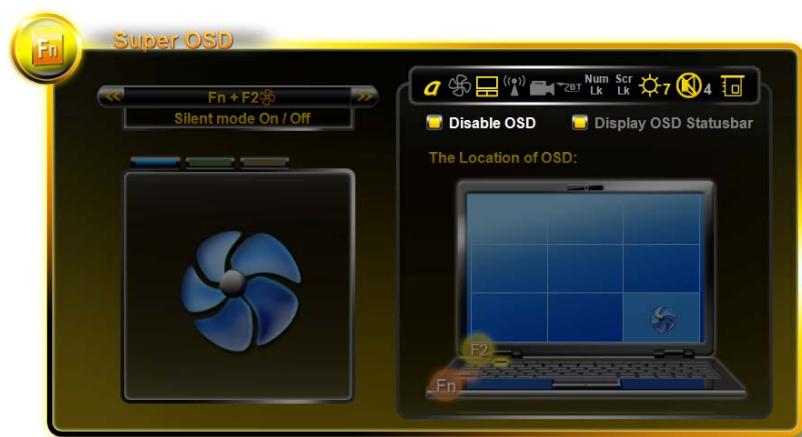 Fn
Super OSD
Fn + F2
Silent mode On / Off
a
Num Lk
Scr Lk
7
4
Disable OSD
Display OSD Statusbar
The Location of OSD:
F2
Fn